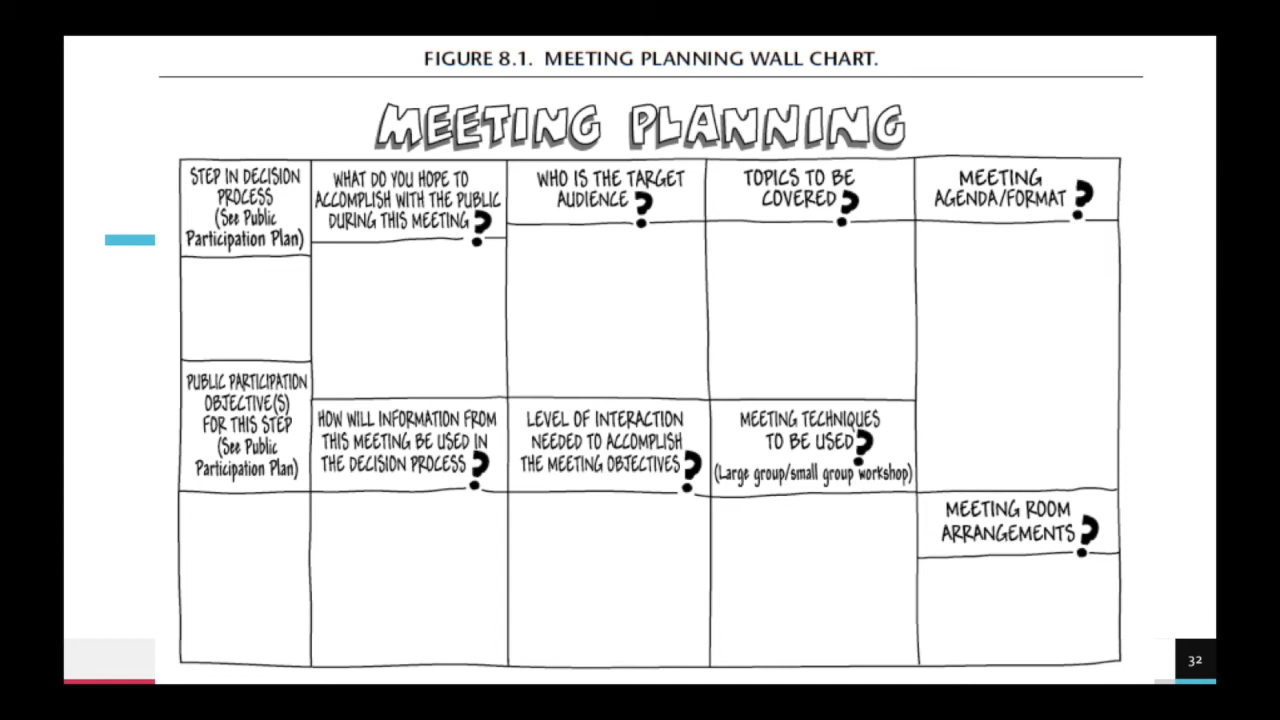 FIGURE 8.1. MEETING PLANNING WALL CHART.
MEETING PLANNING
STEP IN DECISION
PROCESS
(See Public
Participation Plan)
WHAT DO YOU HOPE TO
ACCOMPLISH WITH THE PUBLIC
DURING THIS MEETING?
WHO IS THE TARGET
AUDIENCE?
TOPICS TO BE
COVERED?
MEETING
AGENDA/FORMAT?
PUBLIC PARTICIPATION
OBJECTIVE(S)
FOR THIS STEP
(See Public
Participation Plan)
HOW WILL INFORMATION FROM
THIS MEETING BE USED IN
THE DECISION PROCESS?
LEVEL OF INTERACTION
NEEDED TO ACCOMPLISH
THE MEETING OBJECTIVES?
MEETING TECHNIQUES
TO BE USED?
(Large group/small group workshop)
MEETING ROOM
ARRANGEMENTS?
32